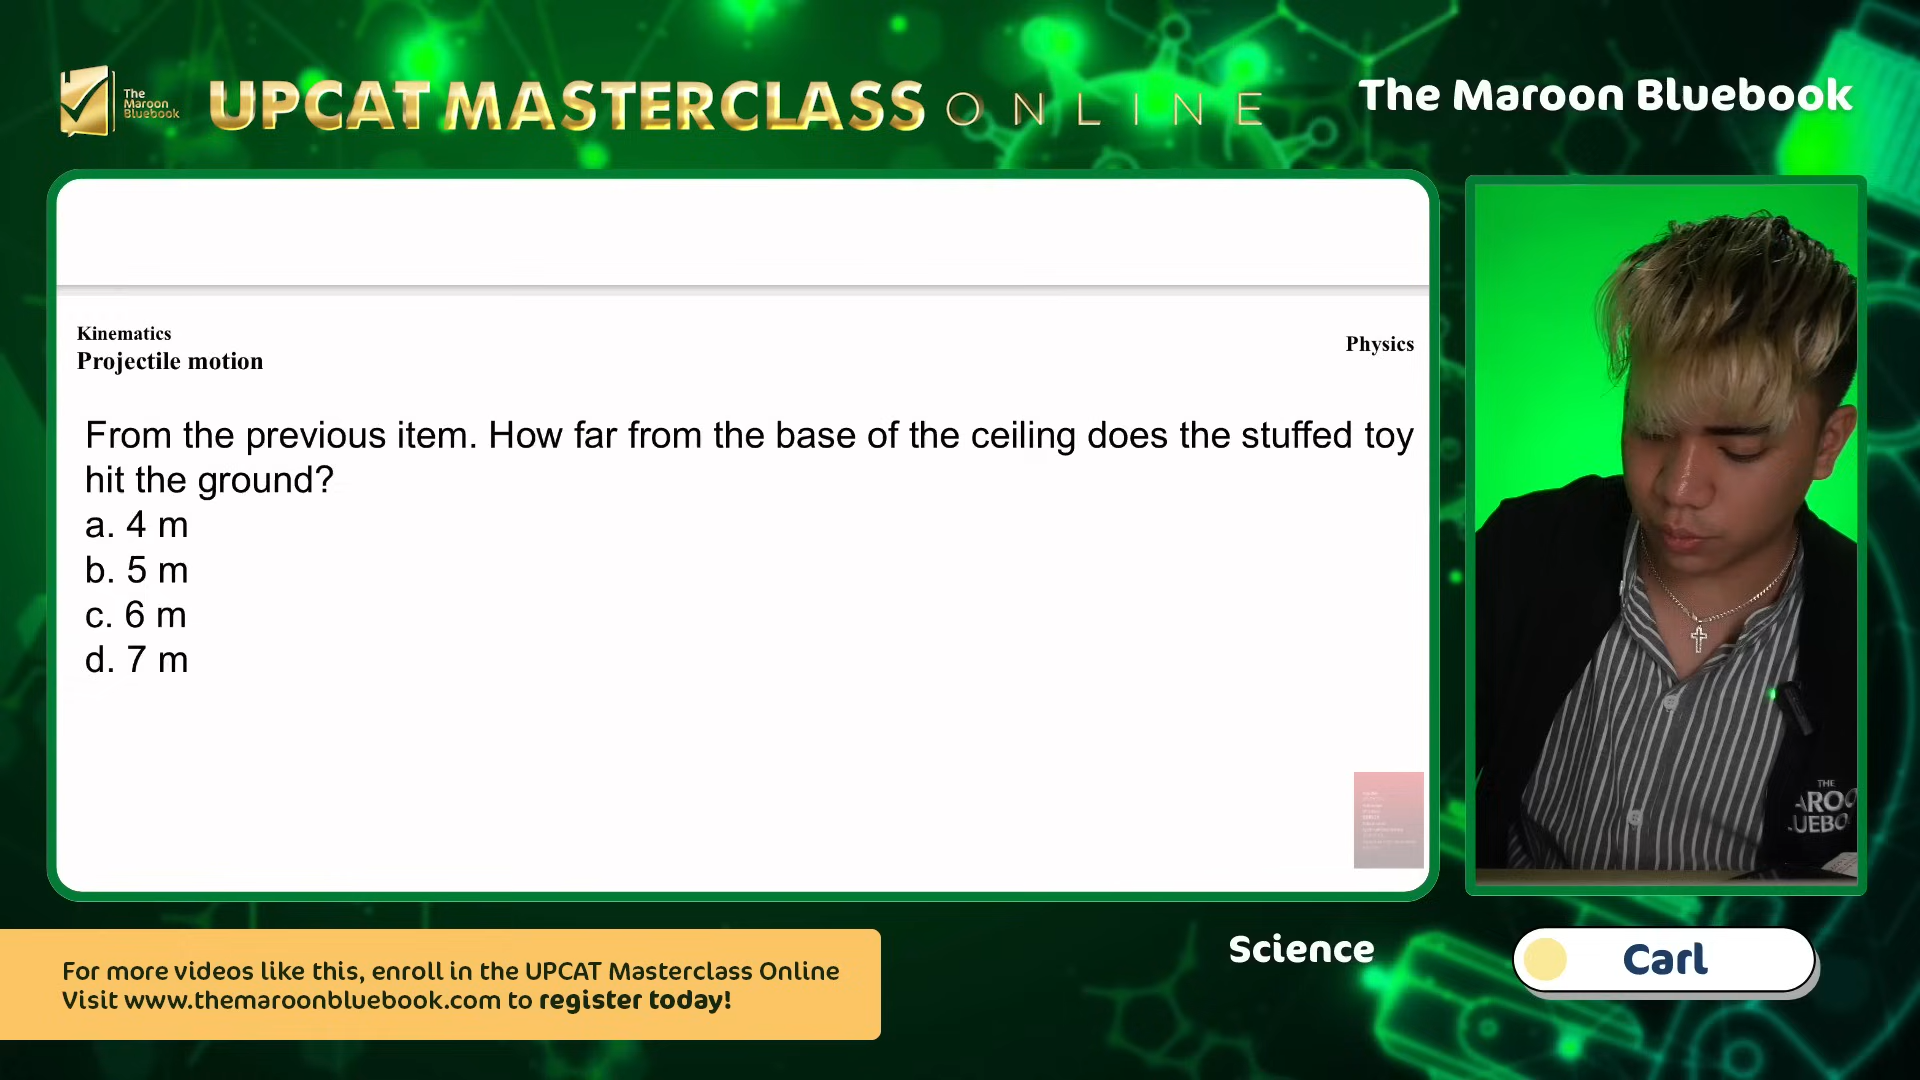 The
Maroon
Bluebook
UPCAT MASTERCLASS ONLINE
The Maroon Bluebook
Kinematics
Projectile motion
Physics
From the previous item. How far from the base of the ceiling does the stuffed toy
hit the ground?
a. 4 m
b. 5 m
c. 6 m
d. 7 m
THE
For more videos like this, enroll in the UPCAT Masterclass Online
Visit www.themaroonbluebook.com to register today!
Science
Carl